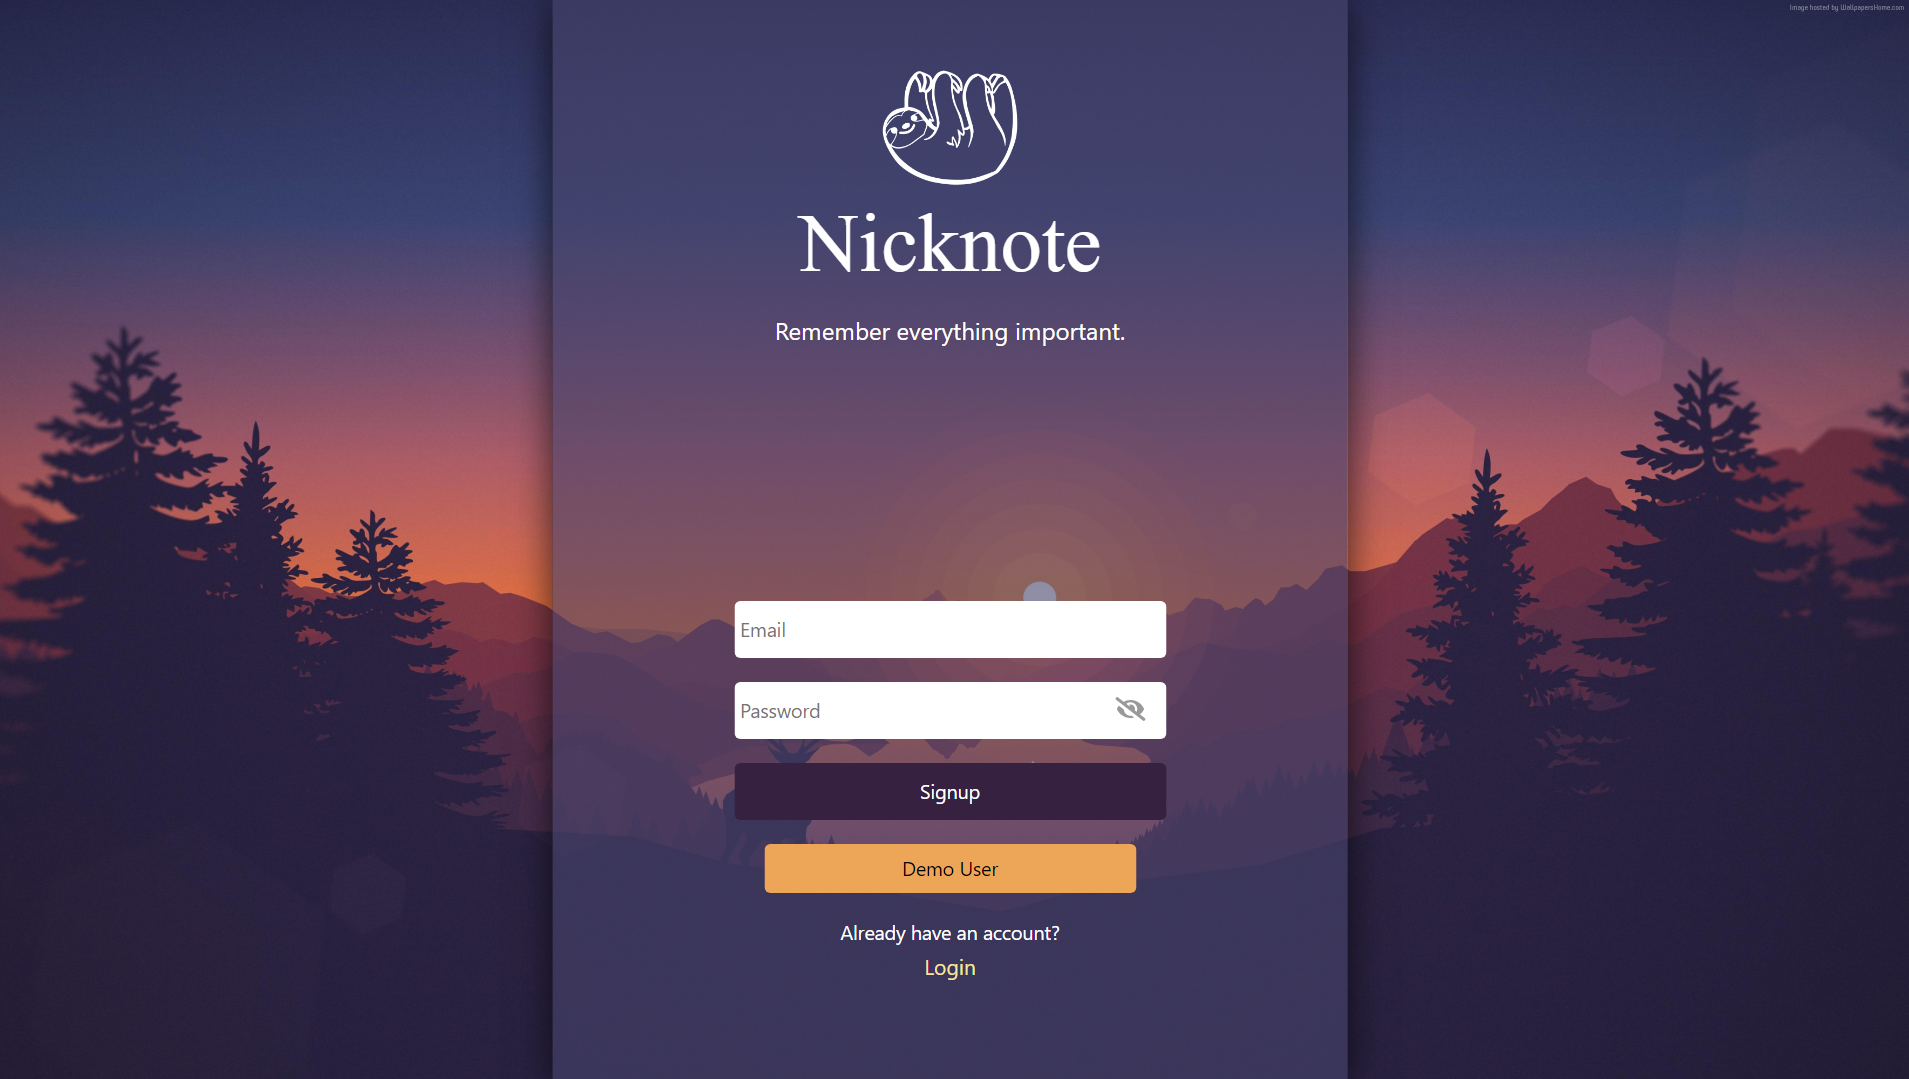 Image hosted by WallpapersHome.com
Nicknote
Remember everything important.
Email
Password
Signup
Demo User
Already have an account?
Login